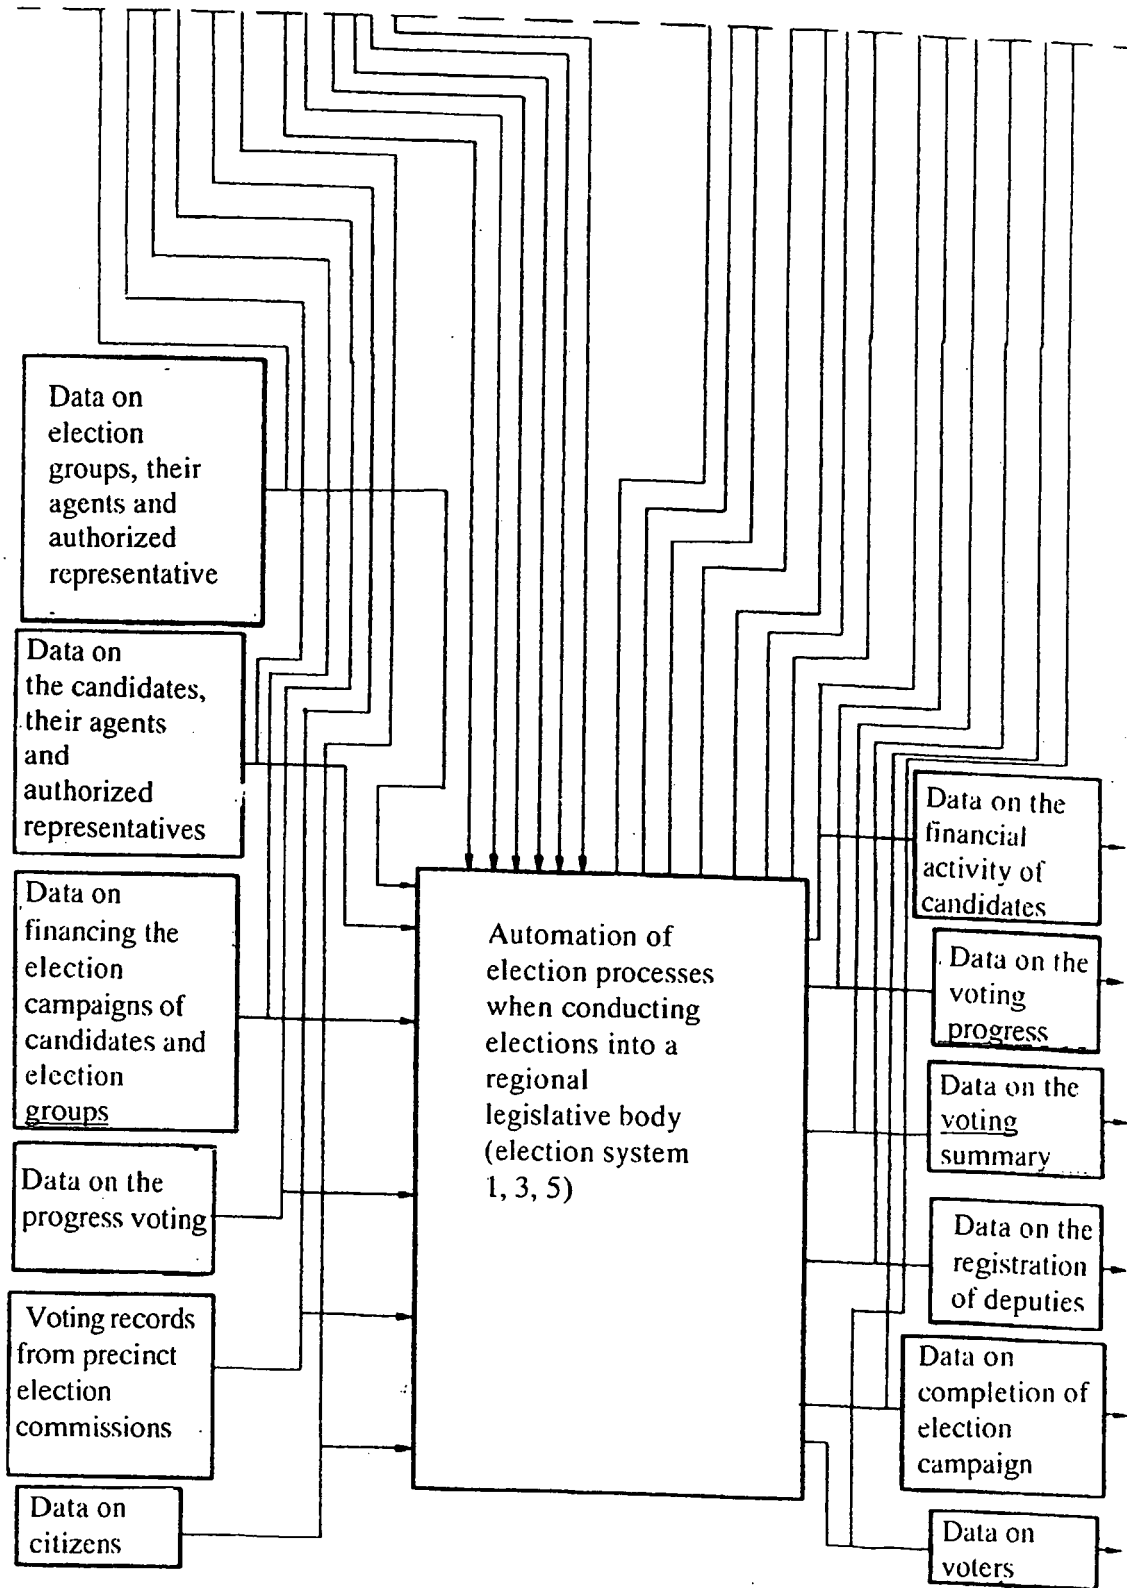 Data on
election
groups, their
agents and
authorized
representative
Data on
the candidates,
their agents
and
authorized
representatives
Data on
financing the
election
campaigns of
candidates and
election
groups
Data on the
progress voting
Voting records
from precinct
election
commissions
Data on
citizens
Automation of
election processes
when conducting
elections into a
regional
legislative body
(election system
1, 3, 5)
Data on the
financial
activity of
candidates
Data on the
voting
progress
Data on the
voting
summary
Data on the
registration
of deputies
Data on
completion of
election
campaign
Data on
voters